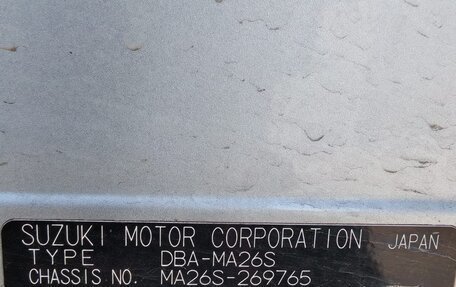 SUZUKI MOTOR CORPORATION JAPAN
TYPE DBA-MA26S
CHASSIS NO. MA26S-269765